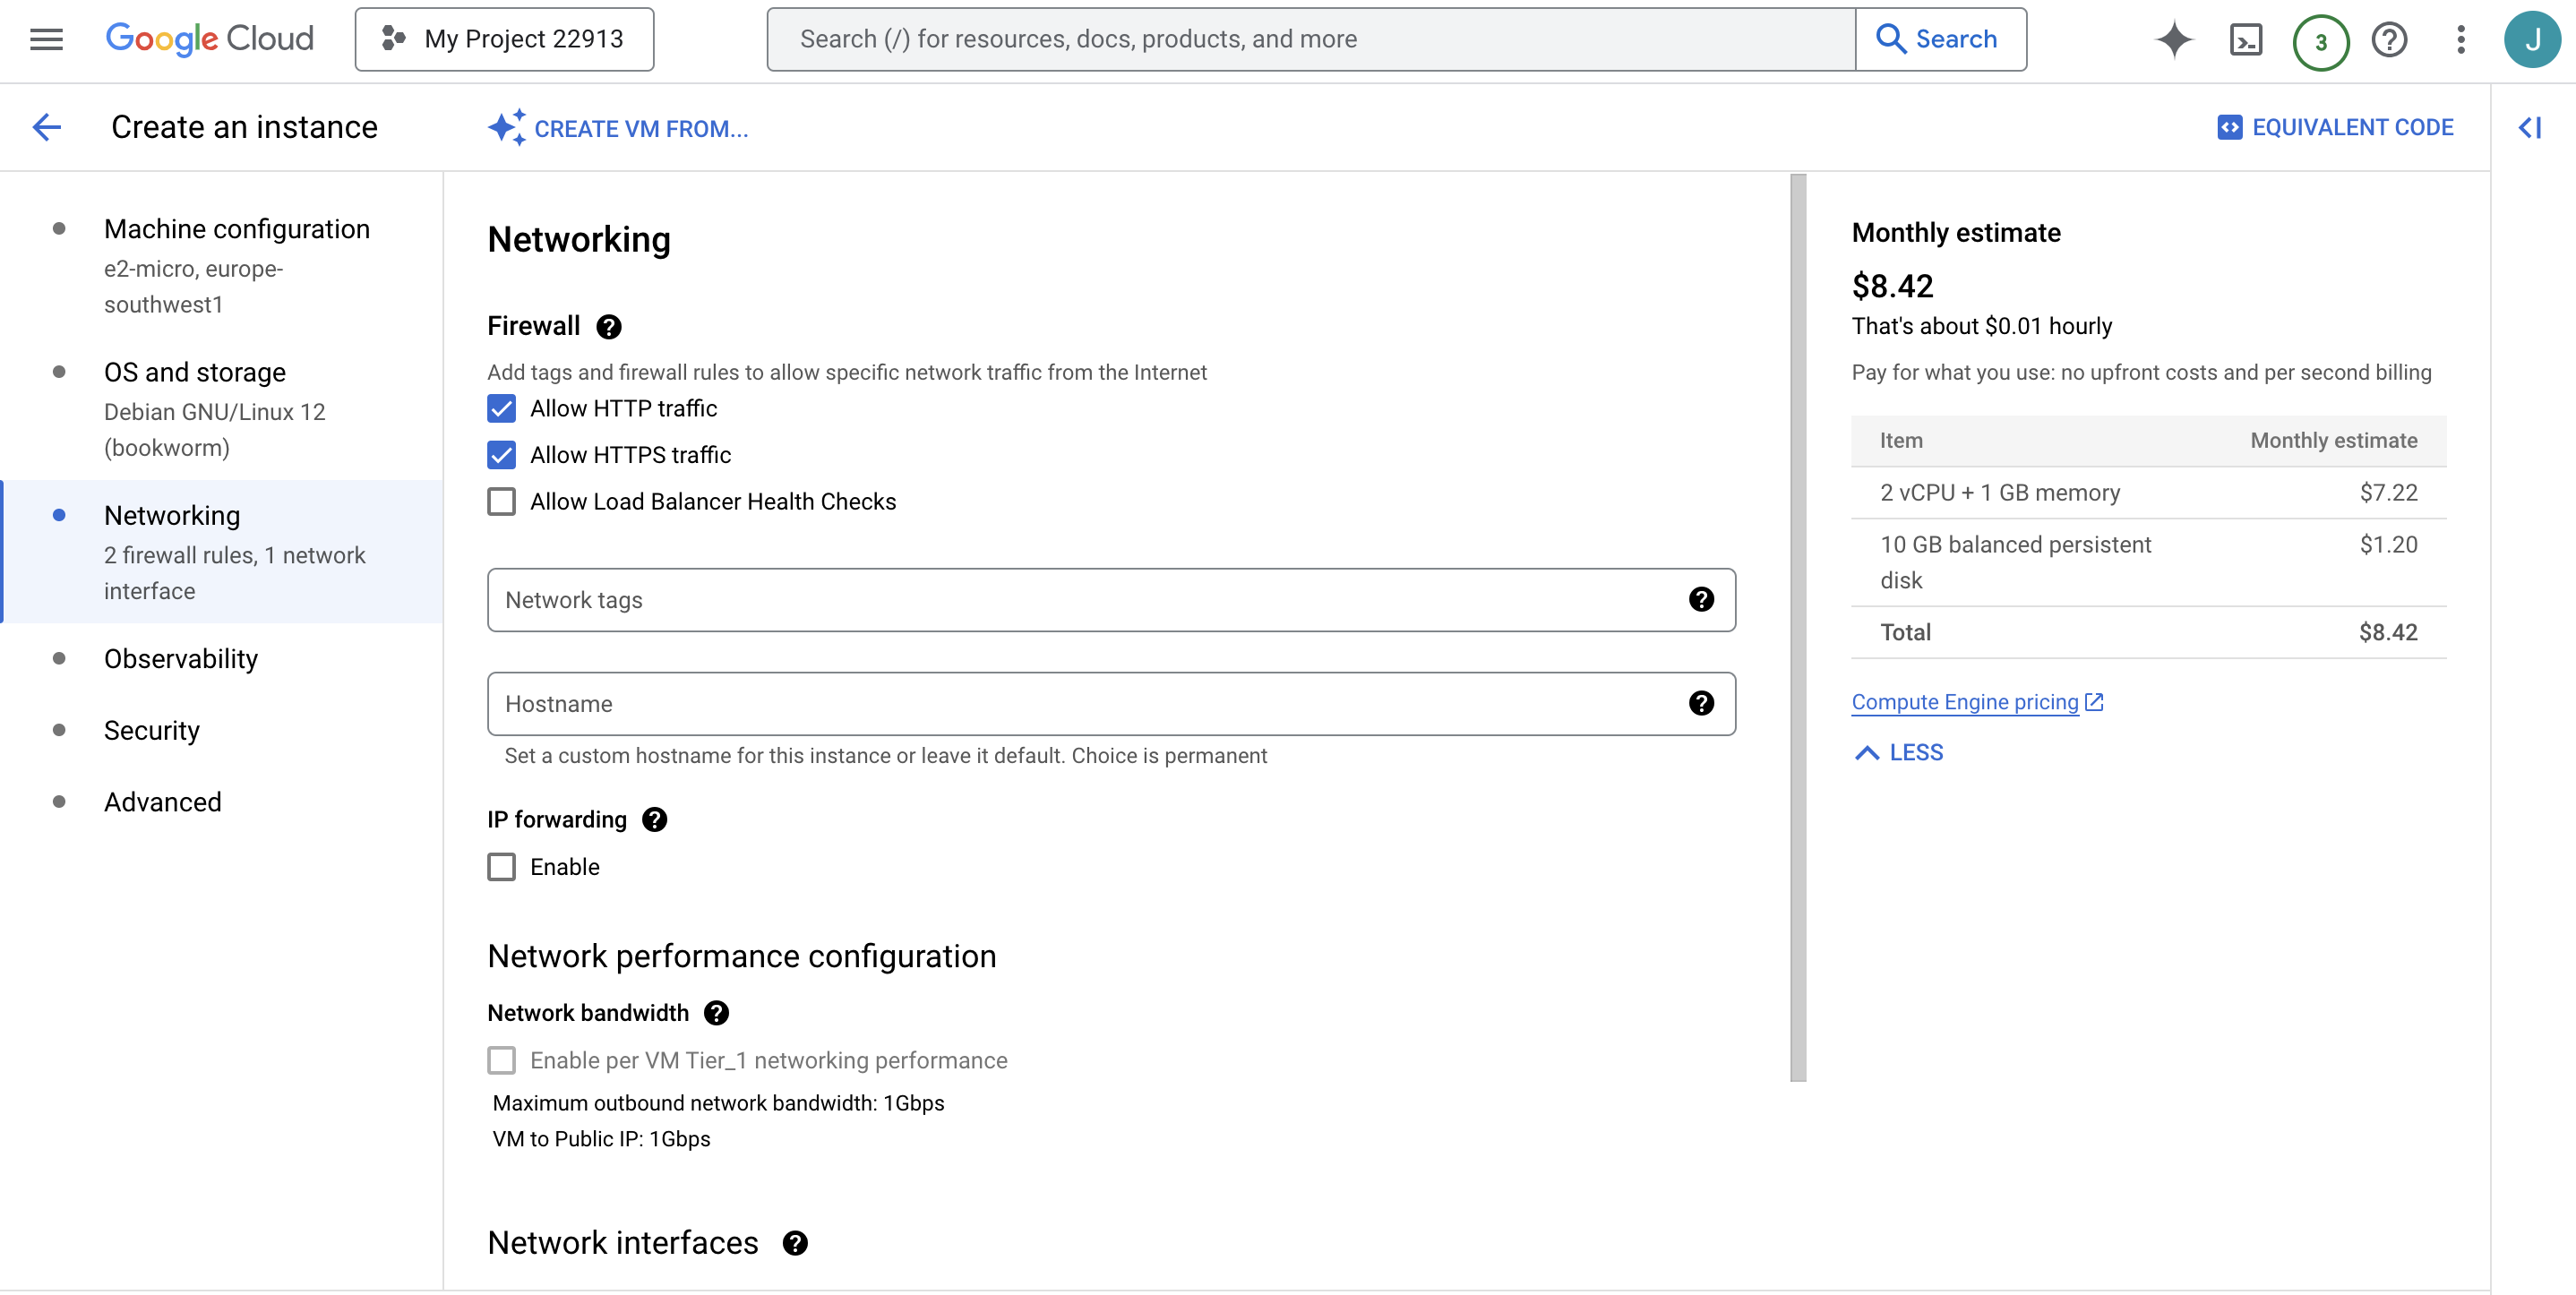 Google Cloud
My Project 22913
Search (/) for resources, docs, products, and more
Search
3
J
Create an instance
CREATE VM FROM...
EQUIVALENT CODE
Machine configuration
e2-micro, europe-
southwest1
OS and storage
Debian GNU/Linux 12
(bookworm)
Networking
2 firewall rules, 1 network
interface
Observability
Security
Advanced
Networking
Firewall
Add tags and firewall rules to allow specific network traffic from the Internet
Allow HTTP traffic
Allow HTTPS traffic
Allow Load Balancer Health Checks
Network tags
Hostname
Set a custom hostname for this instance or leave it default. Choice is permanent
IP forwarding
Enable
Network performance configuration
Network bandwidth
Enable per VM Tier_1 networking performance
Maximum outbound network bandwidth: 1Gbps
VM to Public IP: 1Gbps
Network interfaces
Monthly estimate
$8.42
That's about $0.01 hourly
Pay for what you use: no upfront costs and per second billing
Item Monthly estimate
2 vCPU + 1 GB memory $7.22
10 GB balanced persistent $1.20
disk
Total $8.42
Compute Engine pricing
LESS